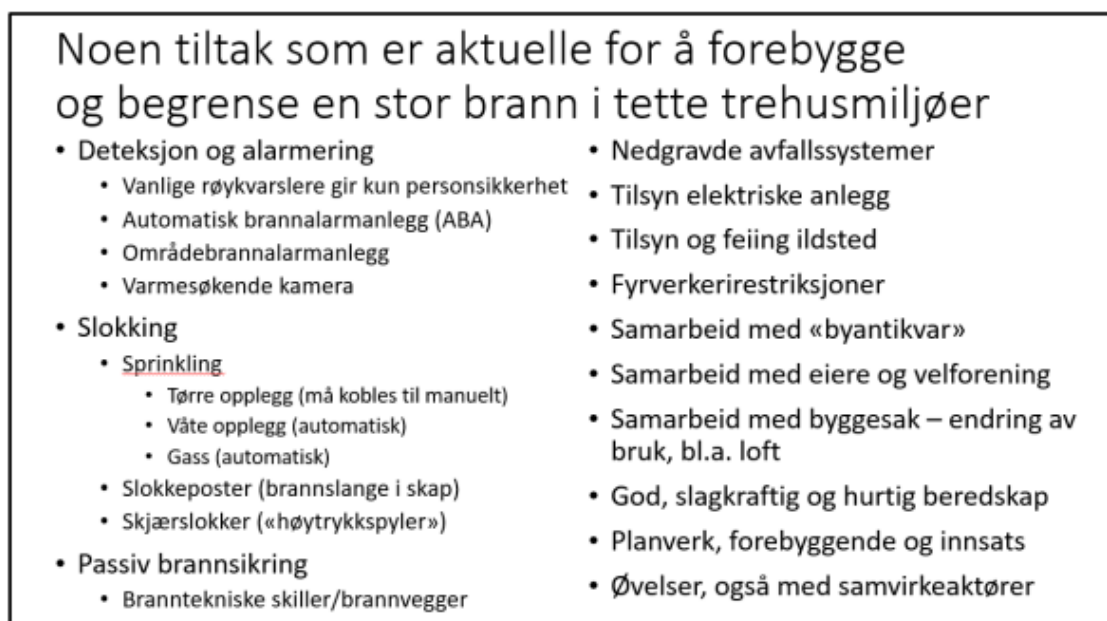 Noen tiltak som er aktuelle for å forebygge
og begrense en stor brann i tette trehusmiljøer
• Deteksjon og alarmering
• Vanlige røykvarslere gir kun personsikkerhet
• Automatisk brannalarmanlegg (ABA)
• Områdebrannalarmanlegg
• Varmesøkende kamera
• Slokking
• Sprinkling
• Tørre opplegg (må kobles til manuelt)
• Våte opplegg (automatisk)
• Gass (automatisk)
• Slokkeposter (brannslange i skap)
• Skjærslokker («høytrykkspyler»)
• Passiv brannsikring
• Branntekniske skiller/brannvegger
• Nedgravde avfallssystemer
• Tilsyn elektriske anlegg
• Tilsyn og feiing ildsted
• Fyrverkerirestriksjoner
• Samarbeid med «byantikvar»
• Samarbeid med eiere og velforening
• Samarbeid med byggesak – endring av
bruk, bl.a. loft
• God, slagkraftig og hurtig beredskap
• Planverk, forebyggende og innsats
• Øvelser, også med samvirkeaktører